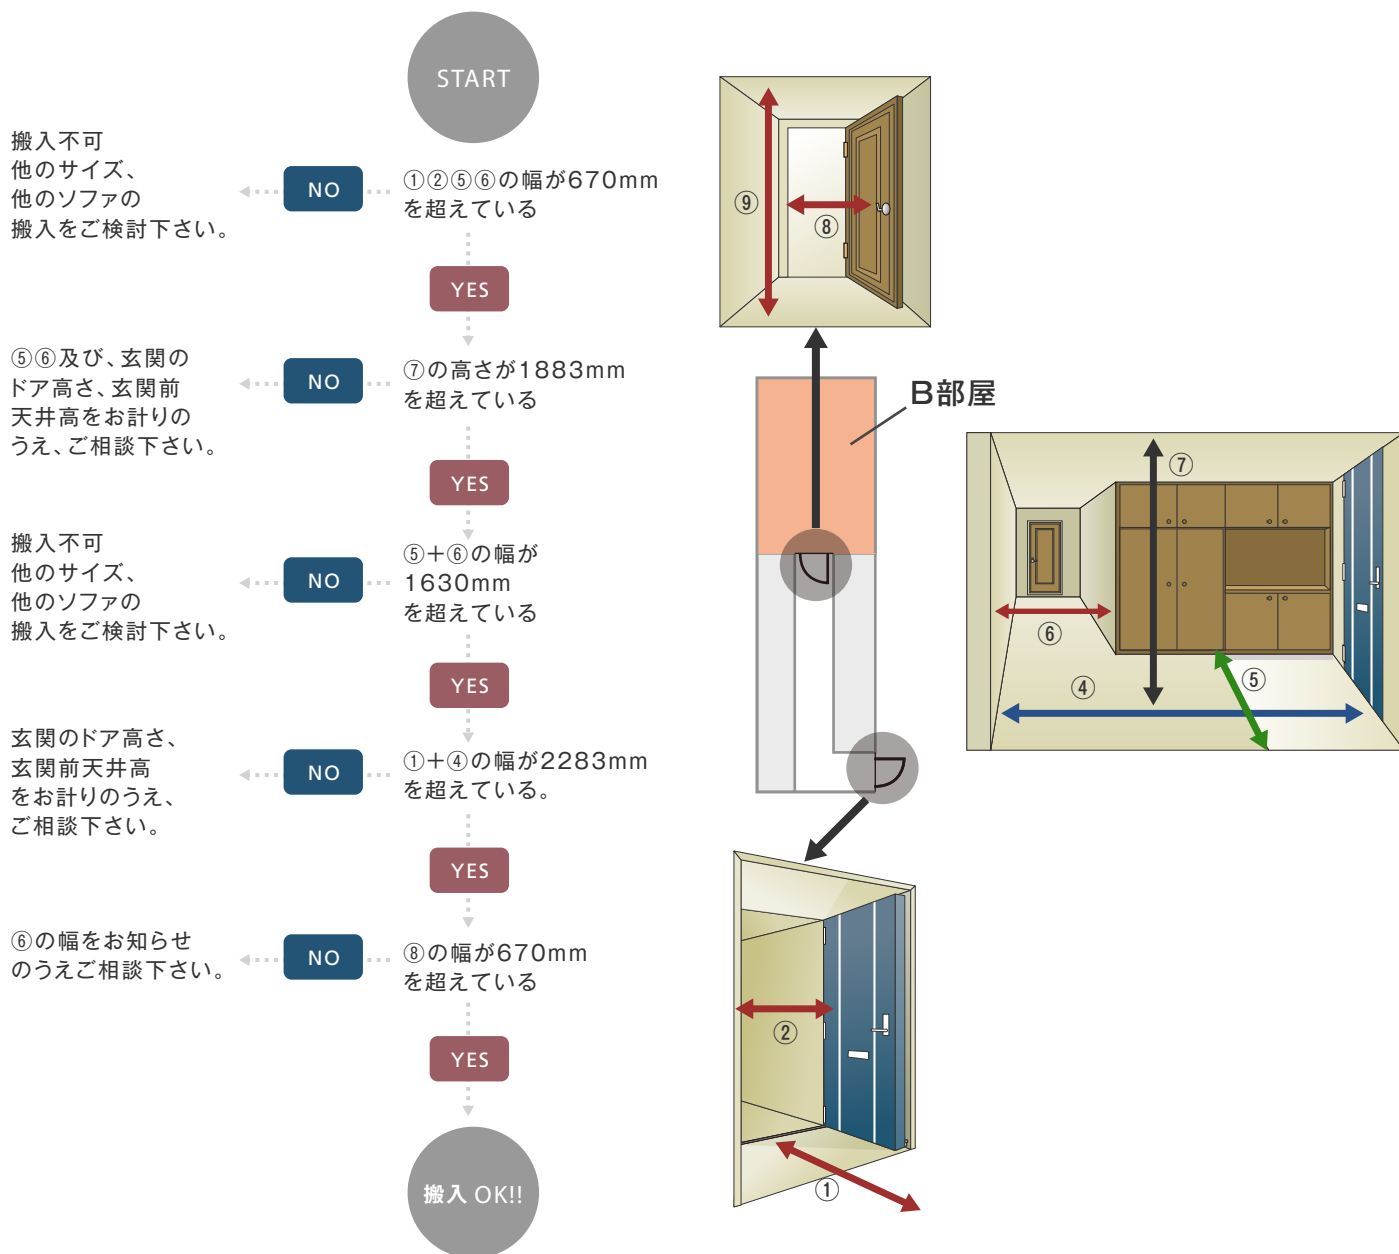 START
搬入不可
他のサイズ、
他のソファの
搬入をご検討下さい。
NO
①②⑤⑥の幅が670mm
を超えている
YES
⑤⑥及び、玄関の
ドア高さ、玄関前
天井高をお計りの
うえ、ご相談下さい。
NO
⑦の高さが1883mm
を超えている
YES
搬入不可
他のサイズ、
他のソファの
搬入をご検討下さい。
NO
⑤+⑥の幅が
1630mm
を超えている
YES
玄関のドア高さ、
玄関前天井高
をお計りのうえ、
ご相談下さい。
NO
①+④の幅が2283mm
を超えている。
YES
⑥の幅をお知らせ
のうえご相談下さい。
NO
⑧の幅が670mm
を超えている
YES
搬入 OK!!
⑨
⑧
B部屋
⑦
⑥
④
⑤
②
①